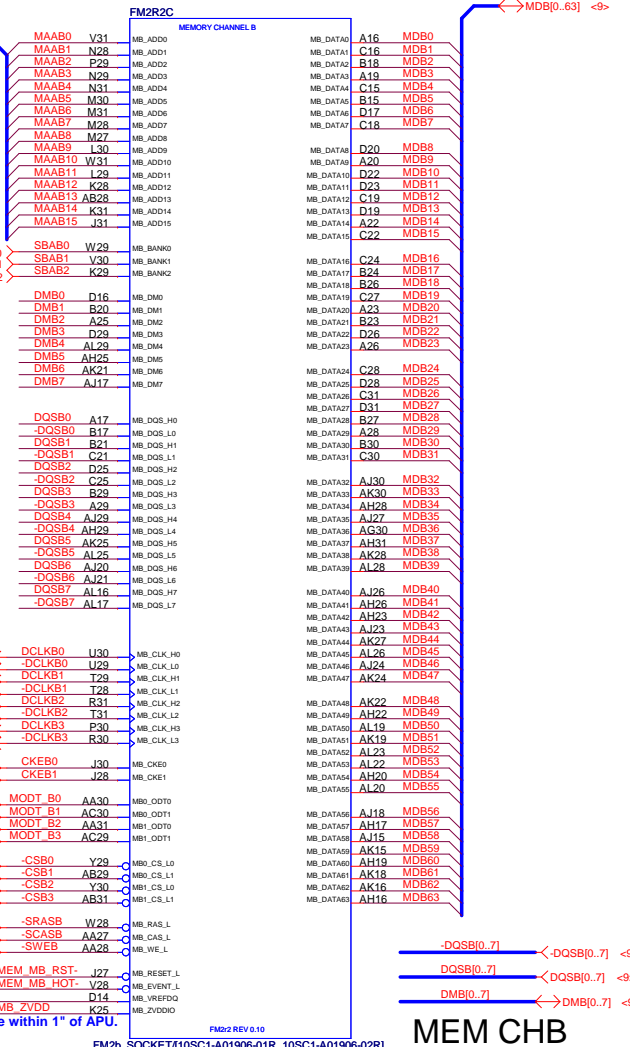 FM2R2C
MDB[0..63] <9>
MEMORY CHANNEL B
MAAB0 V31 MB_ADD0 MB_DATA0 A16 MDB0
MAAB1 N28 MB_ADD1 MB_DATA1 C16 MDB1
MAAB2 P29 MB_ADD2 MB_DATA2 B18 MDB2
MAAB3 N29 MB_ADD3 MB_DATA3 A19 MDB3
MAAB4 N31 MB_ADD4 MB_DATA4 C15 MDB4
MAAB5 M30 MB_ADD5 MB_DATA5 B15 MDB5
MAAB6 M31 MB_ADD6 MB_DATA6 D17 MDB6
MAAB7 M28 MB_ADD7 MB_DATA7 C18 MDB7
MAAB8 M27 MB_ADD8
MAAB9 L30 MB_ADD9 MB_DATA8 D20 MDB8
MAAB10 W31 MB_ADD10 MB_DATA9 A20 MDB9
MAAB11 L29 MB_ADD11 MB_DATA10 D22 MDB10
MAAB12 K28 MB_ADD12 MB_DATA11 D23 MDB11
MAAB13 AB28 MB_ADD13 MB_DATA12 C19 MDB12
MAAB14 K31 MB_ADD14 MB_DATA13 D19 MDB13
MAAB15 J31 MB_ADD15 MB_DATA14 A22 MDB14
MB_DATA15 C22 MDB15
SBAB0 W29 MB_BANK0
SBAB1 V30 MB_BANK1 MB_DATA16 C24 MDB16
SBAB2 K29 MB_BANK2 MB_DATA17 B24 MDB17
MB_DATA18 B26 MDB18
DMB0 D16 MB_DM0 MB_DATA19 C27 MDB19
DMB1 B20 MB_DM1 MB_DATA20 A23 MDB20
DMB2 A25 MB_DM2 MB_DATA21 B23 MDB21
DMB3 D29 MB_DM3 MB_DATA22 D26 MDB22
DMB4 AL29 MB_DM4 MB_DATA23 A26 MDB23
DMB5 AH25 MB_DM5
DMB6 AK21 MB_DM6 MB_DATA24 C28 MDB24
DMB7 AJ17 MB_DM7 MB_DATA25 D28 MDB25
MB_DATA26 C31 MDB26
MB_DATA27 D31 MDB27
DQSB0 A17 MB_DQS_H0 MB_DATA28 B27 MDB28
-DQSB0 B17 MB_DQS_L0 MB_DATA29 A28 MDB29
DQSB1 B21 MB_DQS_H1 MB_DATA30 B30 MDB30
-DQSB1 C21 MB_DQS_L1 MB_DATA31 C30 MDB31
DQSB2 D25 MB_DQS_H2
-DQSB2 C25 MB_DQS_L2 MB_DATA32 AJ30 MDB32
DQSB3 B29 MB_DQS_H3 MB_DATA33 AK30 MDB33
-DQSB3 A29 MB_DQS_L3 MB_DATA34 AH28 MDB34
DQSB4 AJ29 MB_DQS_H4 MB_DATA35 AJ27 MDB35
-DQSB4 AH29 MB_DQS_L4 MB_DATA36 AG30 MDB36
DQSB5 AK25 MB_DQS_H5 MB_DATA37 AH31 MDB37
-DQSB5 AL25 MB_DQS_L5 MB_DATA38 AK28 MDB38
DQSB6 AJ20 MB_DQS_H6 MB_DATA39 AL28 MDB39
-DQSB6 AJ21 MB_DQS_L6
DQSB7 AL16 MB_DQS_H7 MB_DATA40 AJ26 MDB40
-DQSB7 AL17 MB_DQS_L7 MB_DATA41 AH26 MDB41
MB_DATA42 AH23 MDB42
MB_DATA43 AJ23 MDB43
MB_DATA44 AK27 MDB44
DCLKB0 U30 MB_CLK_H0 MB_DATA45 AL26 MDB45
-DCLKB0 U29 MB_CLK_L0 MB_DATA46 AJ24 MDB46
DCLKB1 T29 MB_CLK_H1 MB_DATA47 AK24 MDB47
-DCLKB1 T28 MB_CLK_L1
DCLKB2 R31 MB_CLK_H2 MB_DATA48 AK22 MDB48
-DCLKB2 T31 MB_CLK_L2 MB_DATA49 AH22 MDB49
DCLKB3 P30 MB_CLK_H3 MB_DATA50 AL19 MDB50
-DCLKB3 R30 MB_CLK_L3 MB_DATA51 AK19 MDB51
MB_DATA52 AL23 MDB52
CKEB0 J30 MB_CKE0 MB_DATA53 AL22 MDB53
CKEB1 J28 MB_CKE1 MB_DATA54 AH20 MDB54
MB_DATA55 AL20 MDB55
MODT_B0 AA30 MB0_ODT0
MODT_B1 AC30 MB0_ODT1 MB_DATA56 AJ18 MDB56
MODT_B2 AA31 MB1_ODT0 MB_DATA57 AH17 MDB57
MODT_B3 AC29 MB1_ODT1 MB_DATA58 AJ15 MDB58
MB_DATA59 AK15 MDB59
-CSB0 Y29 MB0_CS_L0 MB_DATA60 AH19 MDB60
-CSB1 AB29 MB0_CS_L1 MB_DATA61 AK18 MDB61
-CSB2 Y30 MB1_CS_L0 MB_DATA62 AK16 MDB62
-CSB3 AB31 MB1_CS_L1 MB_DATA63 AH16 MDB63
-SRASB W28 MB_RAS_L
-SCASB AA27 MB_CAS_L
-SWEB AA28 MB_WE_L
-DQSB[0..7] -DQSB[0..7] <9
MEM_MB_RST- J27 MB_RESET_L
DQSB[0..7] DQSB[0..7] <9
MEM_MB_HOT- V28 MB_EVENT_L
D14 MB_VREFDQ
DMB[0..7] DMB[0..7] <9
MB_ZVDD K25 MB_ZVDDIO
e within 1" of APU.
FM2r2 REV 0.10
MEM CHB
FM2b SOCKET/[10SC1-A01906-01R, 10SC1-A01906-02R]